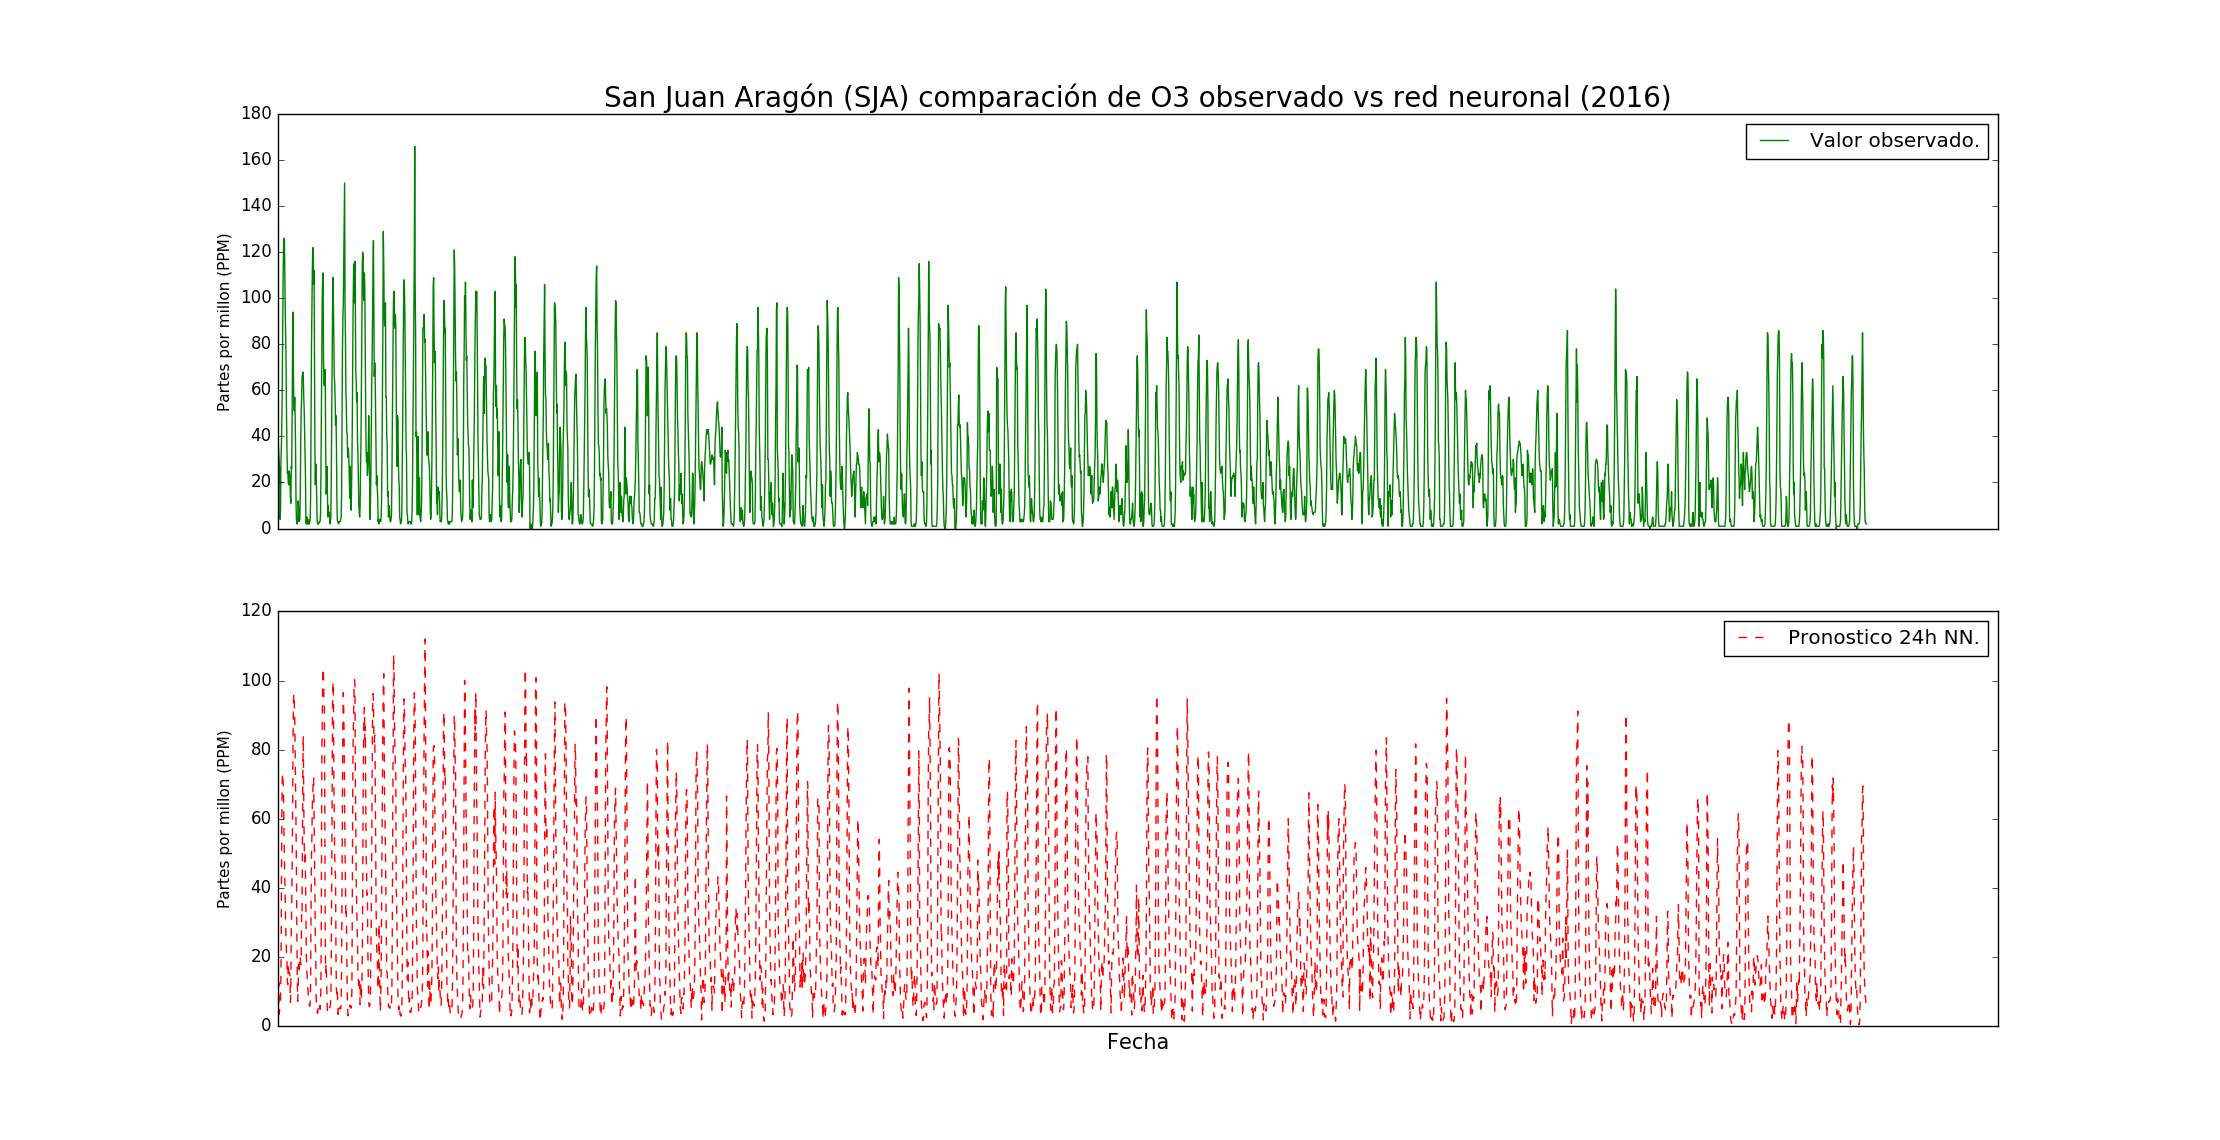 San Juan Aragón (SJA) comparación de O3 observado vs red neuronal (2016)
180
160
140
120
100
80
60
40
20
0
Partes por millon (PPM)
Valor observado.
120
100
80
60
40
20
0
Partes por millon (PPM)
Pronostico 24h NN.
Fecha